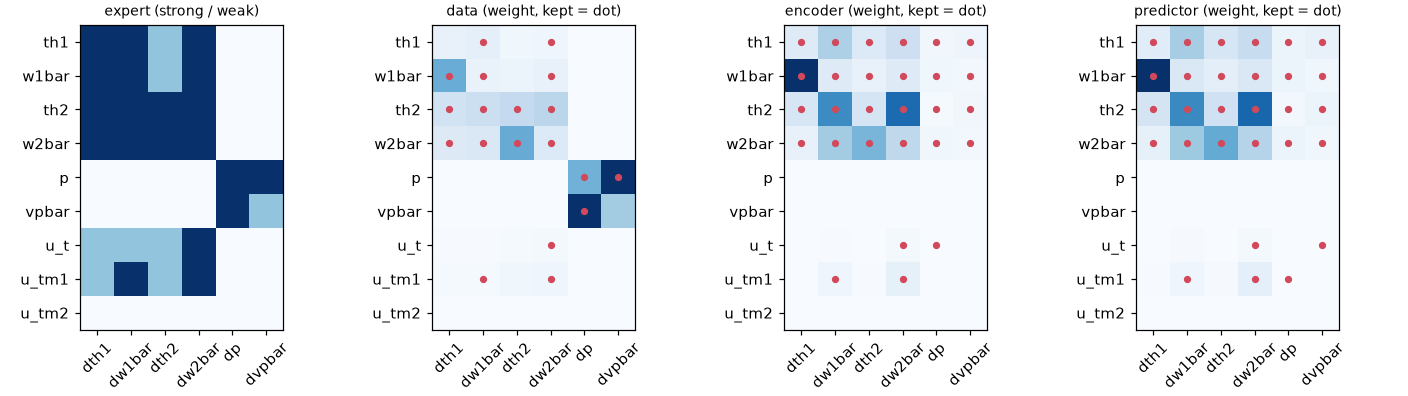 expert (strong / weak)
th1
w1bar
th2
w2bar
p
vpbar
u_t
u_tm1
u_tm2
dth1
dw1bar
dth2
dw2bar
dp
dvpbar
data (weight, kept = dot)
th1
w1bar
th2
w2bar
p
vpbar
u_t
u_tm1
u_tm2
dth1
dw1bar
dth2
dw2bar
dp
dvpbar
encoder (weight, kept = dot)
th1
w1bar
th2
w2bar
p
vpbar
u_t
u_tm1
u_tm2
dth1
dw1bar
dth2
dw2bar
dp
dvpbar
predictor (weight, kept = dot)
th1
w1bar
th2
w2bar
p
vpbar
u_t
u_tm1
u_tm2
dth1
dw1bar
dth2
dw2bar
dp
dvpbar